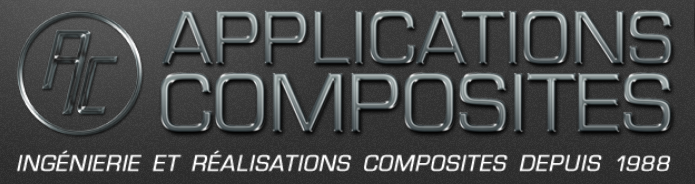 AC
APPLICATIONS
COMPOSITES
INGÉNIERIE ET RÉALISATIONS COMPOSITES DEPUIS 1988